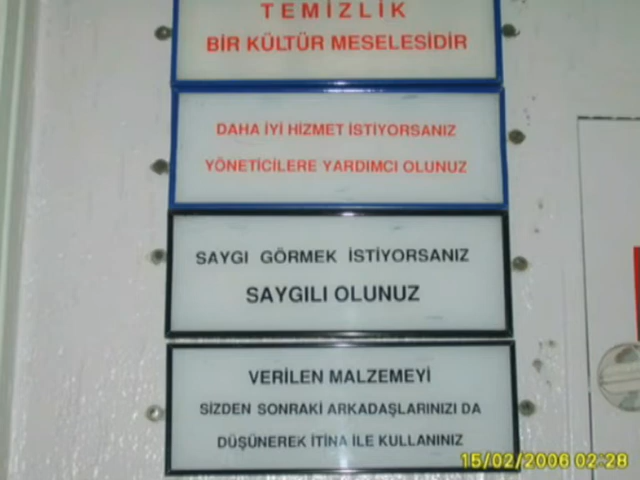 TEMİZLİK
BİR KÜLTÜR MESELESİDİR
DAHA İYİ HİZMET İSTİYORSANIZ
YÖNETİCİLERE YARDIMCI OLUNUZ
SAYGI GÖRMEK İSTİYORSANIZ
SAYGILI OLUNUZ
VERİLEN MALZEMEYİ
SİZDEN SONRAKİ ARKADAŞLARINIZI DA
DÜŞÜNEREK İTİNA İLE KULLANINIZ
15/02/2006 02:28